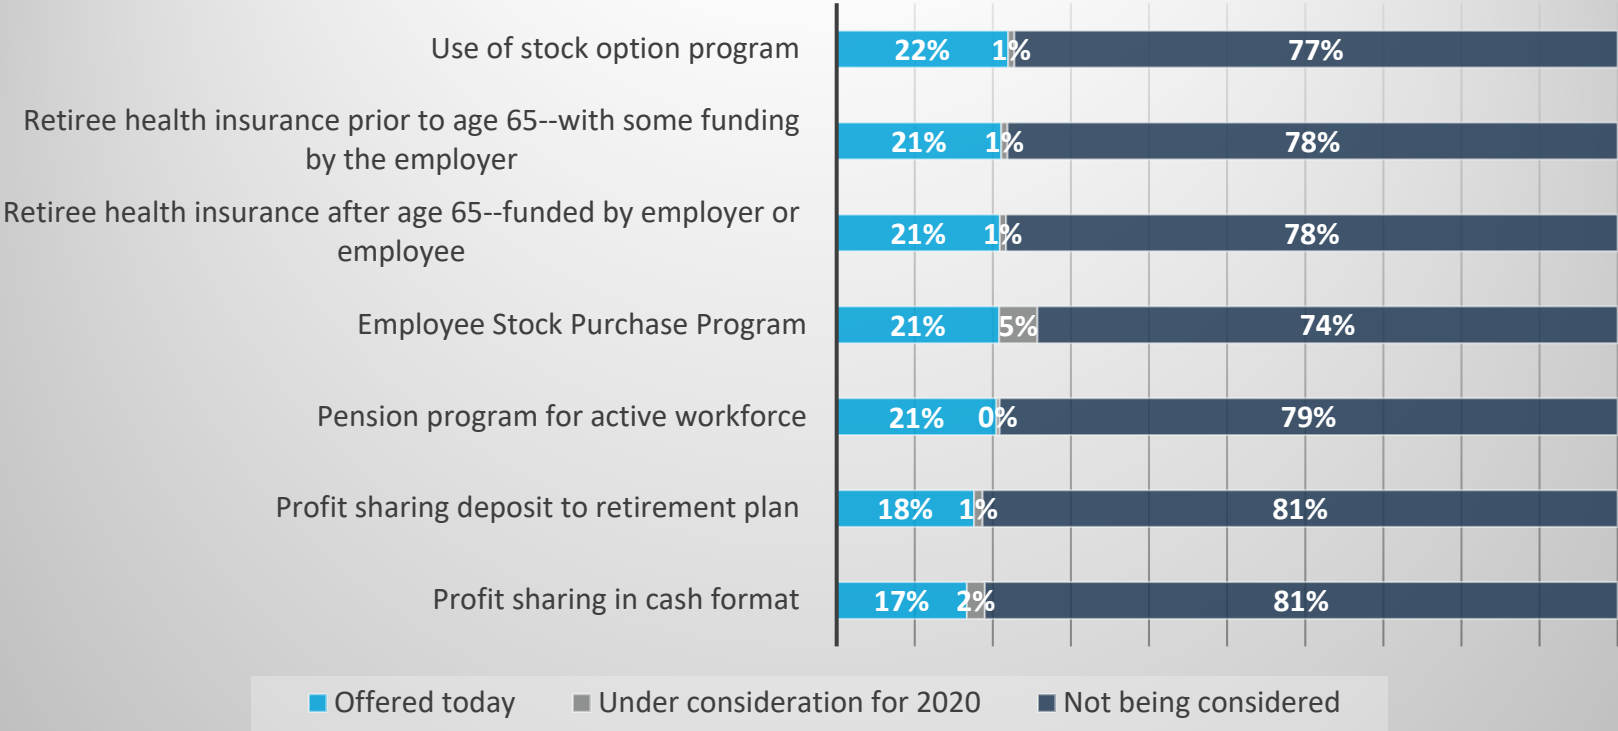 Use of stock option program
22% 1% 77%
Retiree health insurance prior to age 65--with some funding
by the employer
21% 1% 78%
Retiree health insurance after age 65--funded by employer or
employee
21% 1% 78%
Employee Stock Purchase Program
21% 5% 74%
Pension program for active workforce
21% 0% 79%
Profit sharing deposit to retirement plan
18% 1% 81%
Profit sharing in cash format
17% 2% 81%
Offered today Under consideration for 2020 Not being considered